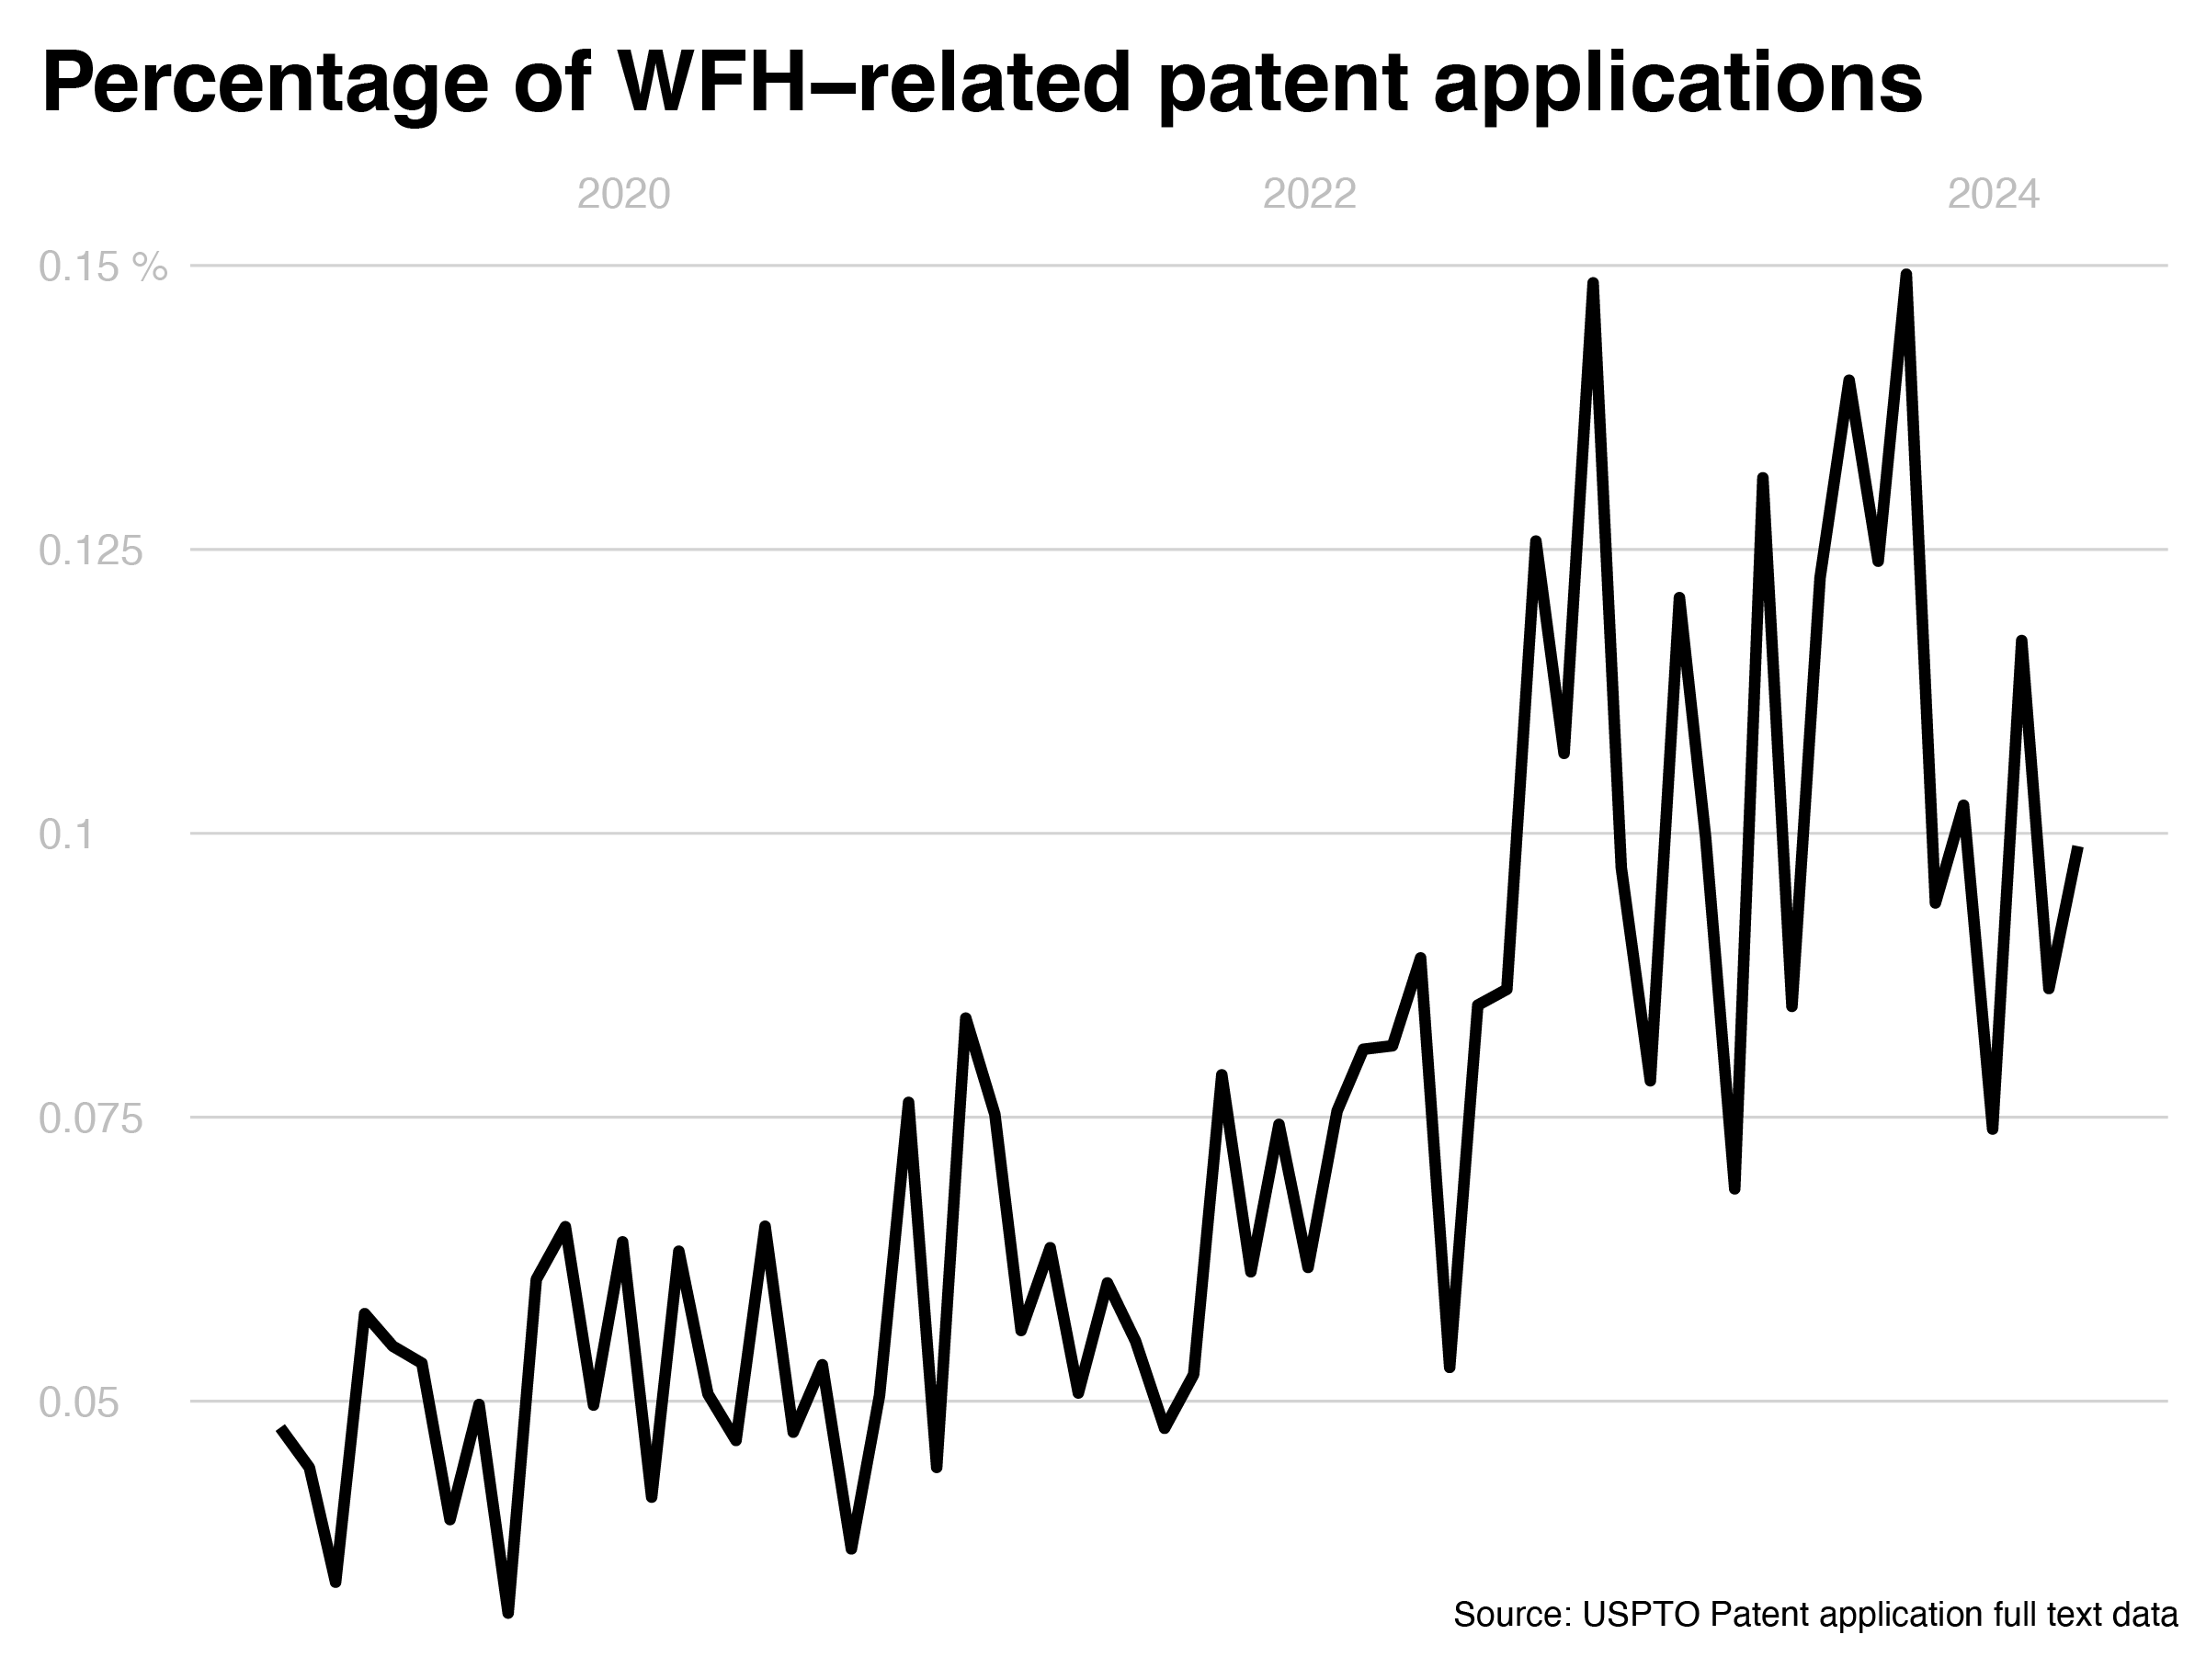 Percentage of WFH–related patent applications
2020 2022 2024
0.15 %
0.125
0.1
0.075
0.05
Source: USPTO Patent application full text data